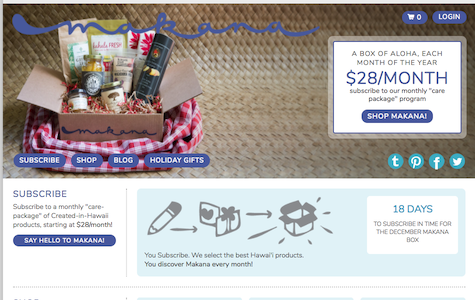 makana
0
LOGIN
A BOX OF ALOHA, EACH
MONTH OF THE YEAR
$28/MONTH
subscribe to our monthly "care
package" program
SHOP MAKANA!
makana
SUBSCRIBE
SHOP
BLOG
HOLIDAY GIFTS
SUBSCRIBE
Subscribe to a monthly "care-
package" of Created-in-Hawaii
products, starting at $28/month!
SAY HELLO TO MAKANA!
You Subscribe. We select the best Hawai'i products.
You discover Makana every month!
18 DAYS
TO SUBSCRIBE IN TIME FOR
THE DECEMBER MAKANA
BOX